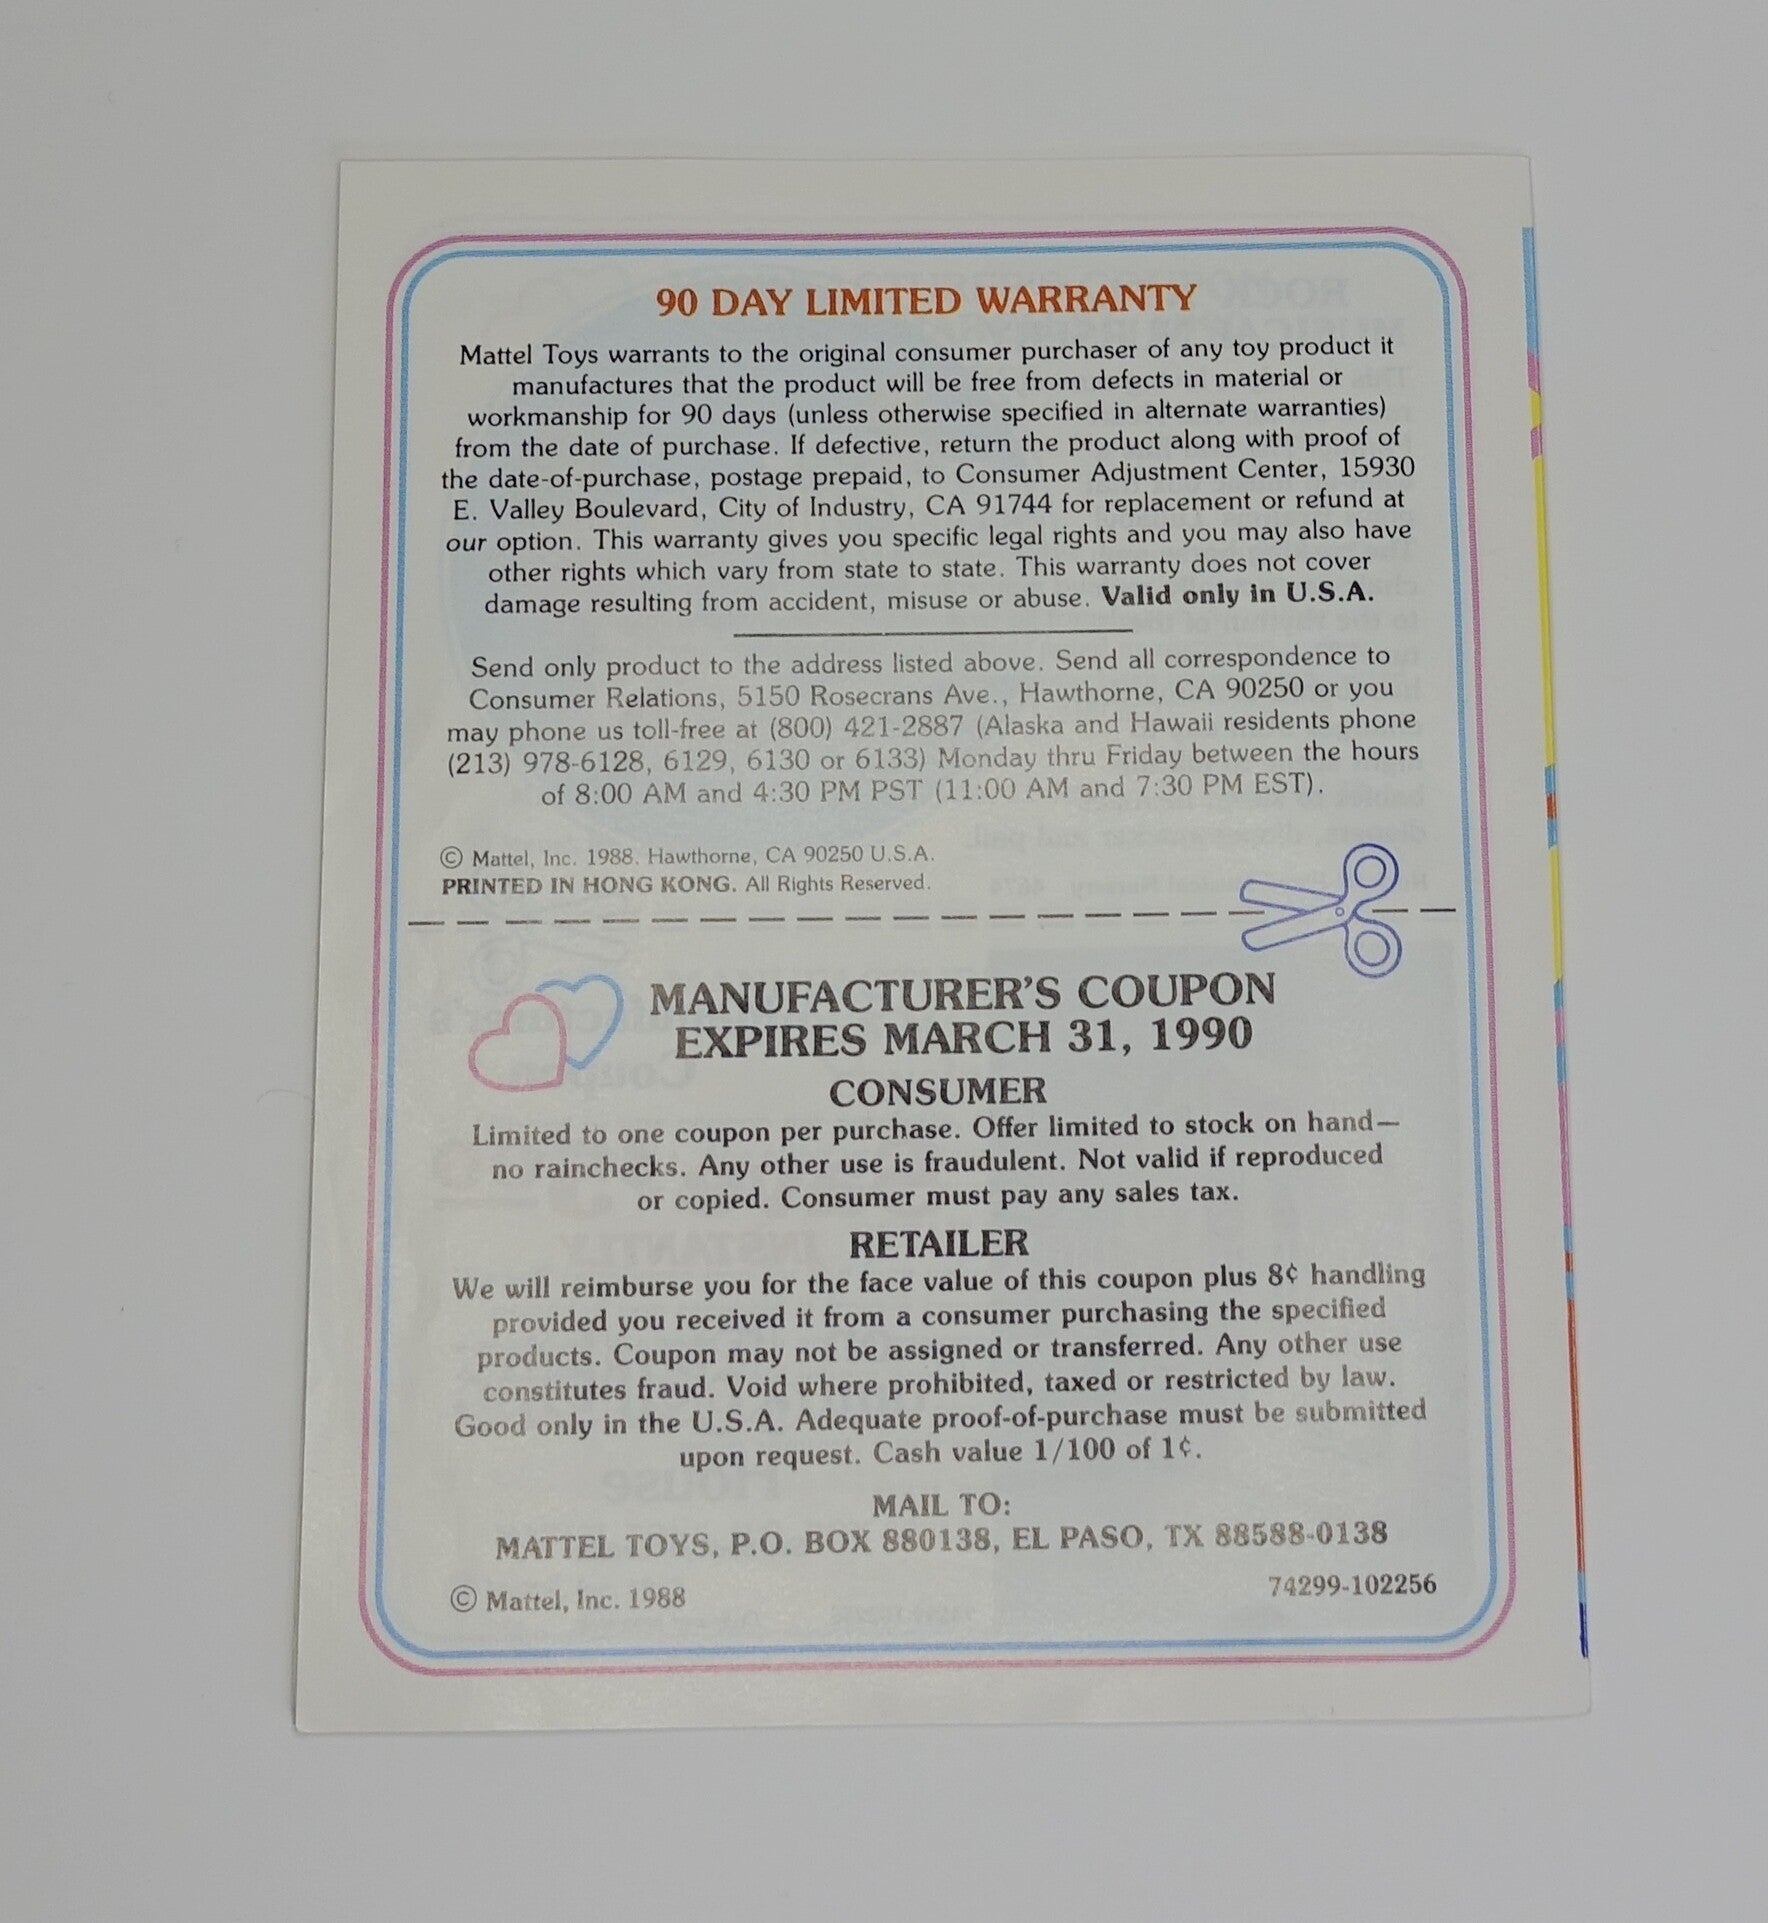 90 DAY LIMITED WARRANTY
Mattel Toys warrants to the original consumer purchaser of any toy product it
manufactures that the product will be free from defects in material or
workmanship for 90 days (unless otherwise specified in alternate warranties)
from the date of purchase. If defective, return the product along with proof of
the date-of-purchase, postage prepaid, to Consumer Adjustment Center, 15930
E. Valley Boulevard, City of Industry, CA 91744 for replacement or refund at
our option. This warranty gives you specific legal rights and you may also have
other rights which vary from state to state. This warranty does not cover
damage resulting from accident, misuse or abuse. Valid only in U.S.A.
Send only product to the address listed above. Send all correspondence to
Consumer Relations, 5150 Rosecrans Ave., Hawthorne, CA 90250 or you
may phone us toll-free at (800) 421-2887 (Alaska and Hawaii residents phone
(213) 978-6128, 6129, 6130 or 6133) Monday thru Friday between the hours
of 8:00 AM and 4:30 PM PST (11:00 AM and 7:30 PM EST).
© Mattel, Inc. 1988. Hawthorne, CA 90250 U.S.A.
PRINTED IN HONG KONG. All Rights Reserved.
MANUFACTURER'S COUPON
EXPIRES MARCH 31, 1990
CONSUMER
Limited to one coupon per purchase. Offer limited to stock on hand—
no rainchecks. Any other use is fraudulent. Not valid if reproduced
or copied. Consumer must pay any sales tax.
RETAILER
We will reimburse you for the face value of this coupon plus 8¢ handling
provided you received it from a consumer purchasing the specified
products. Coupon may not be assigned or transferred. Any other use
constitutes fraud. Void where prohibited, taxed or restricted by law.
Good only in the U.S.A. Adequate proof-of-purchase must be submitted
upon request. Cash value 1/100 of 1¢.
MAIL TO:
MATTEL TOYS, P.O. BOX 880138, EL PASO, TX 88588-0138
© Mattel, Inc. 1988
74299-102256